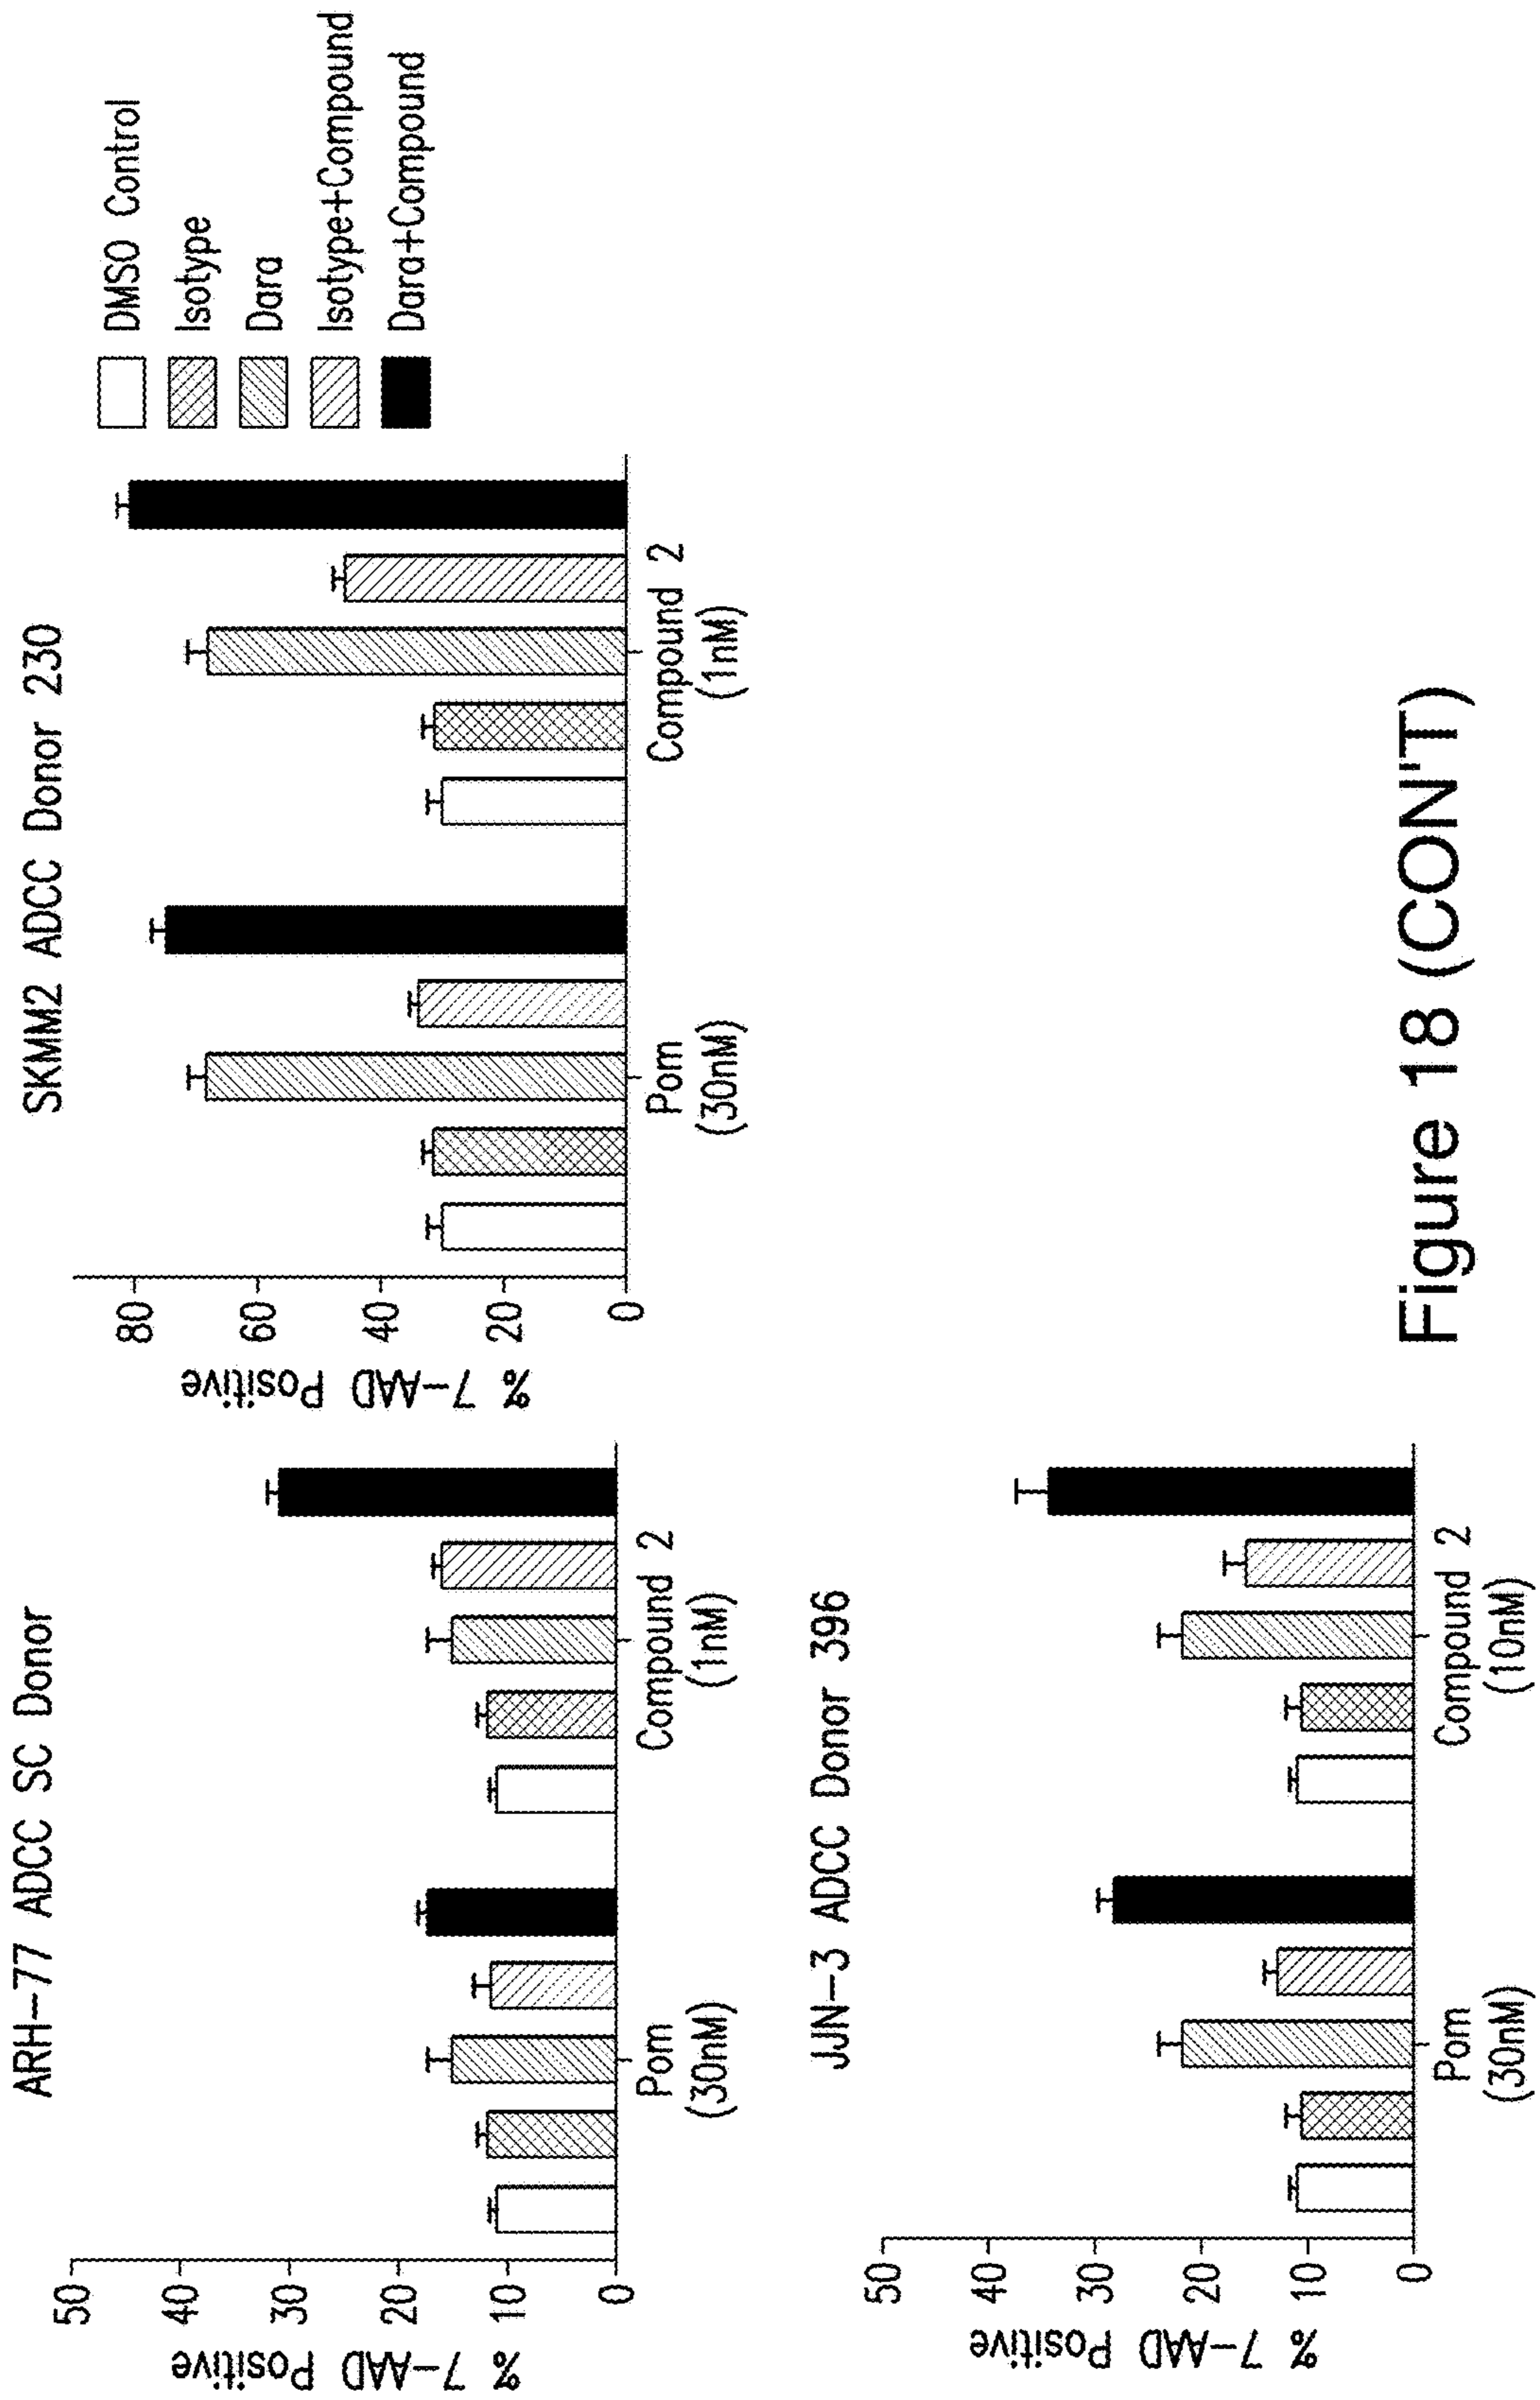 ARH-77 ADCC SC Donor
% 7-AAD Positive
50
40
30
20
10
0
Pom
(30nM)
Compound 2
(1nM)
SKMM2 ADCC Donor 230
% 7-AAD Positive
80
60
40
20
0
Pom
(30nM)
Compound 2
(1nM)
DMSO Control
Isotype
Dara
Isotype+Compound
Dara+Compound
JJN-3 ADCC Donor 396
% 7-AAD Positive
50
40
30
20
10
0
Pom
(30nM)
Compound 2
(10nM)
Figure 18 (CON'T)